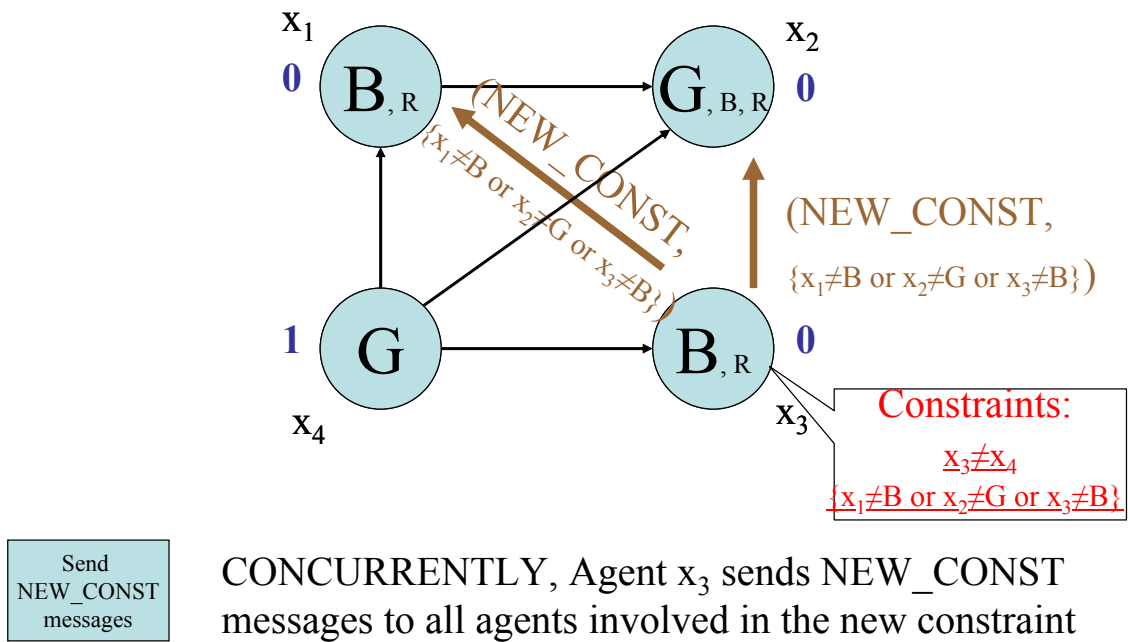 x₁
x₂
0
B, R
G, B, R
0
(NEW_CONST,
{x₁≠B or x₂≠G or x₃≠B})
(NEW_CONST,
{x₁≠B or x₂≠G or x₃≠B})
1
G
B, R
0
x₄
x₃
Constraints:
x₃≠x₄
{x₁≠B or x₂≠G or x₃≠B}
Send
NEW_CONST
messages
CONCURRENTLY, Agent x₃ sends NEW_CONST
messages to all agents involved in the new constraint